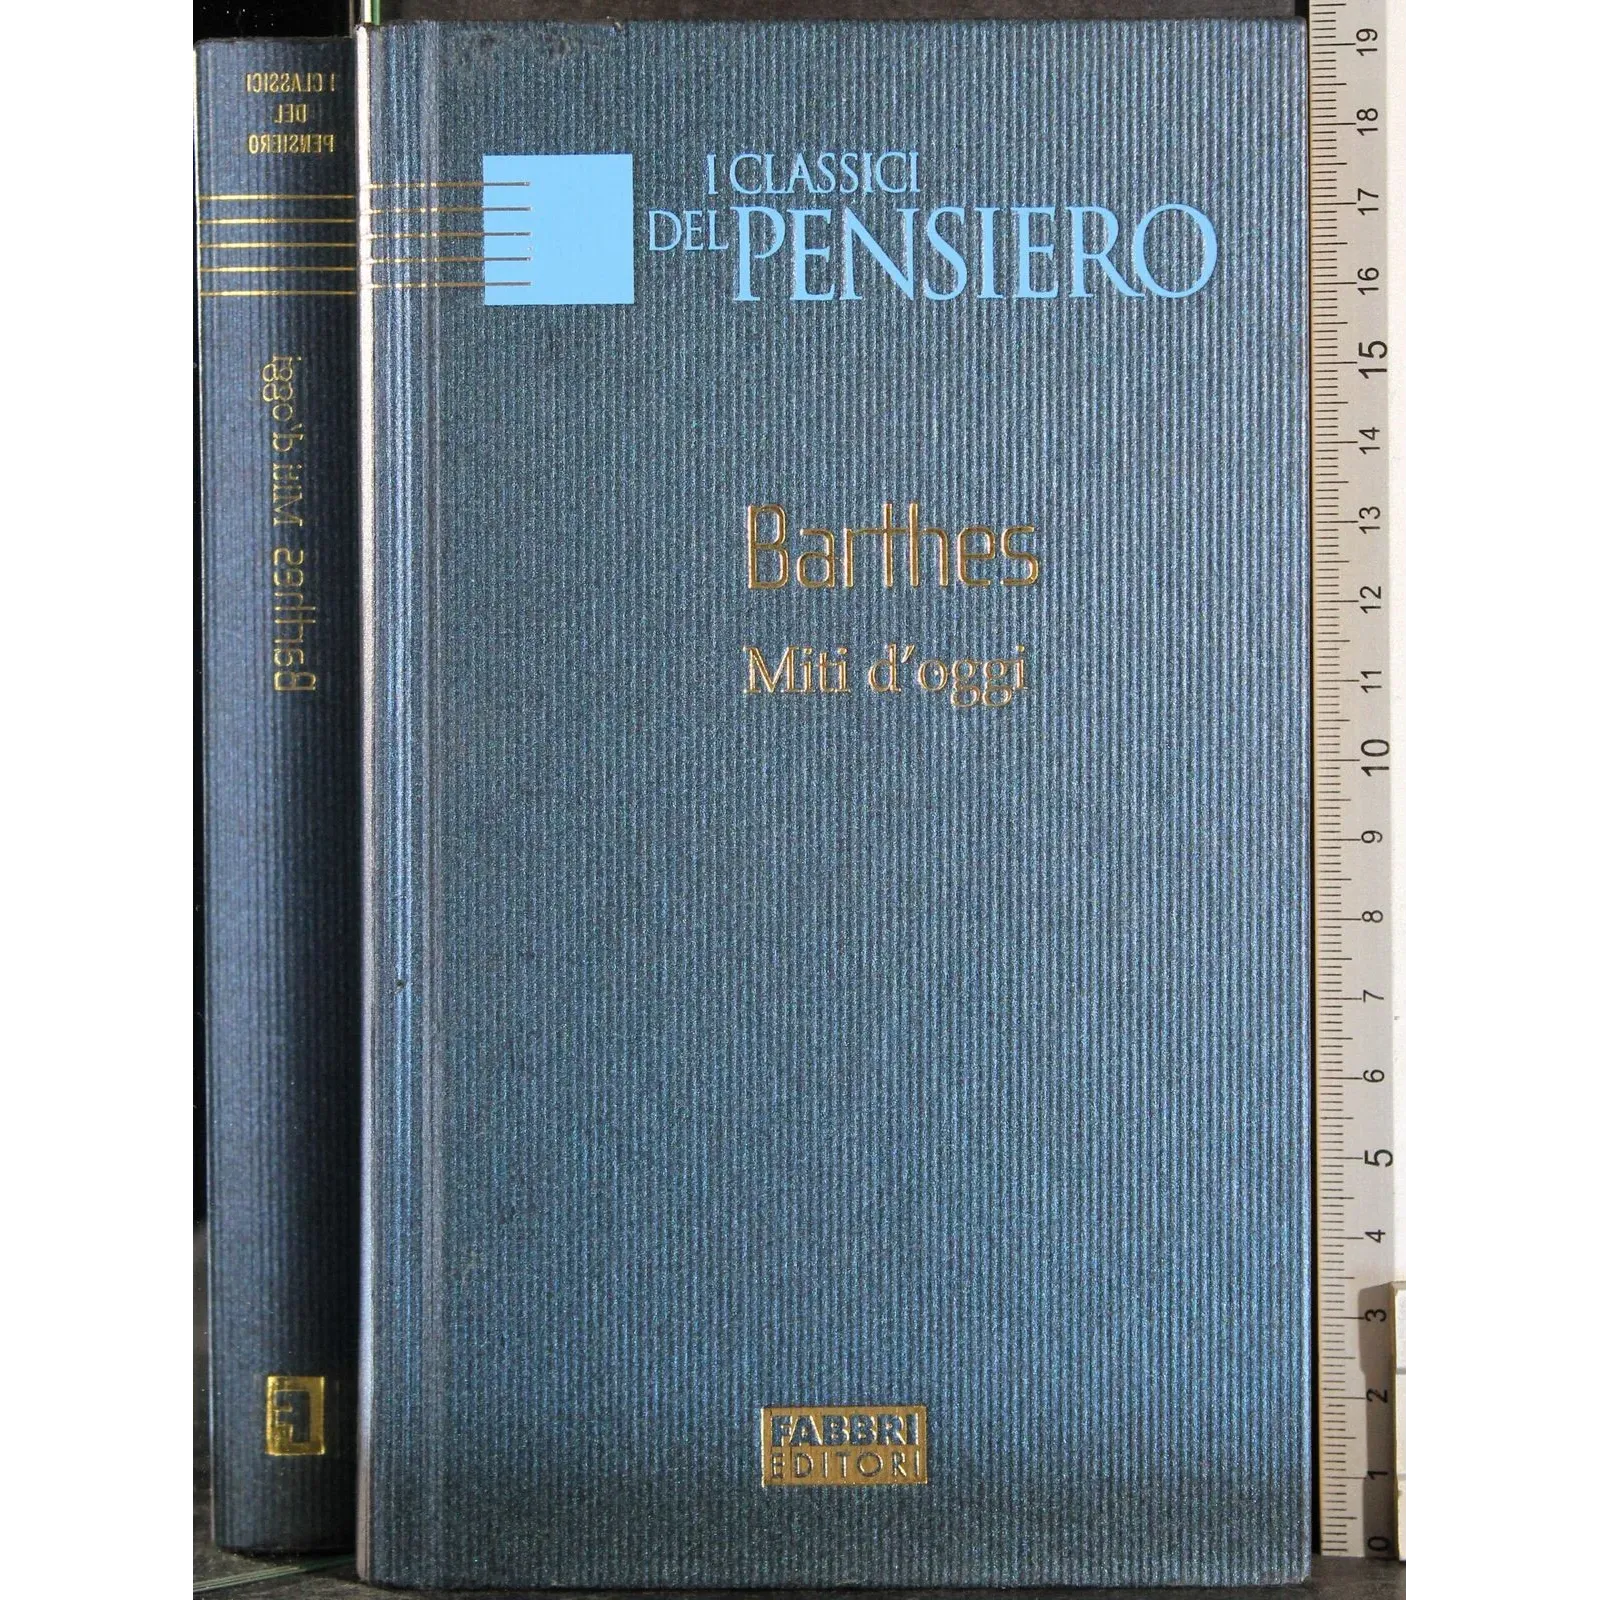 I CLASSICI
DEL PENSIERO
Barthes
Miti d'oggi
FABBRI
EDITORI
I CLASSICI
DEL
PENSIERO
Barthes Miti d'oggi
19
18
17
16
15
14
13
12
11
10
9
8
7
6
5
4
3
2
1
0